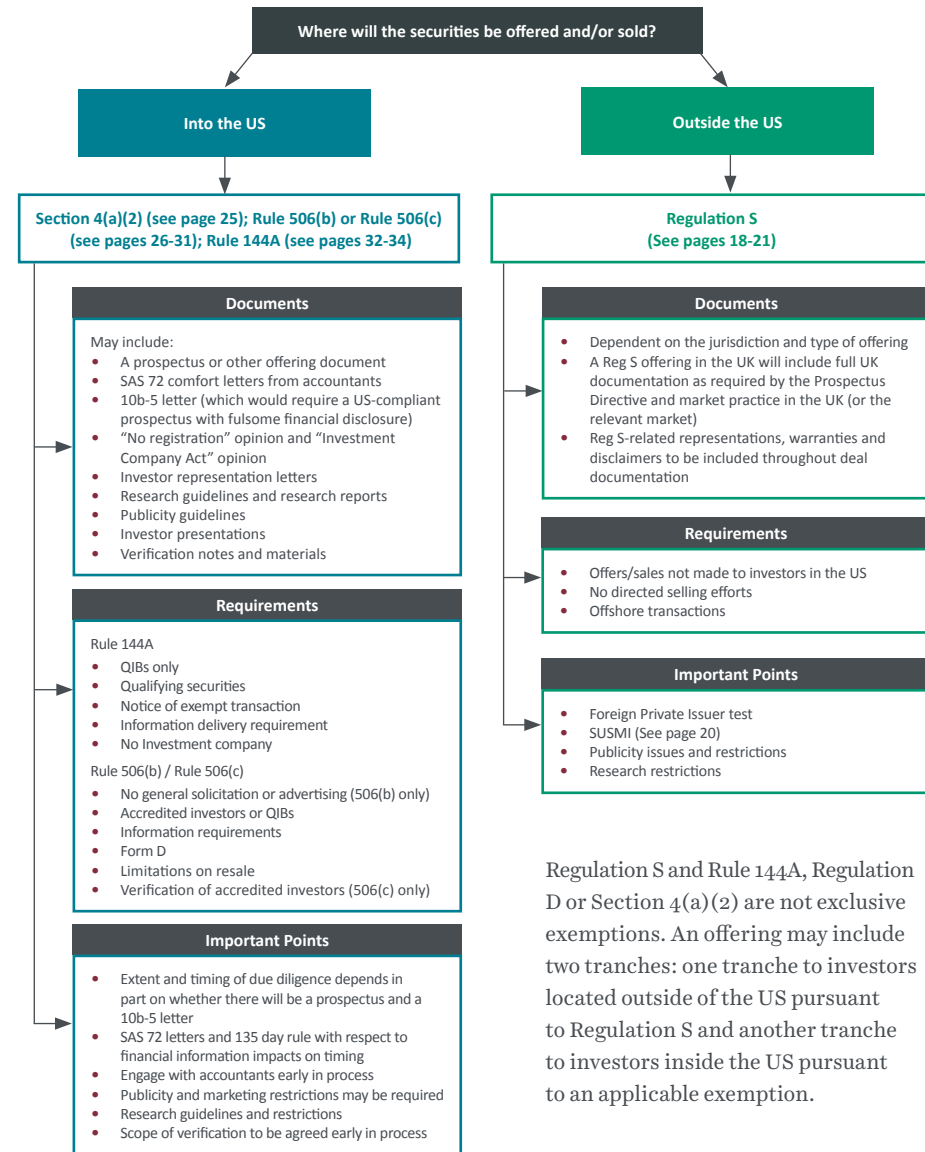 Where will the securities be offered and/or sold?
Into the US
Outside the US
Section 4(a)(2) (see page 25); Rule 506(b) or Rule 506(c)
(see pages 26-31); Rule 144A (see pages 32-34)
Regulation S
(See pages 18-21)
Documents
May include:
• A prospectus or other offering document
• SAS 72 comfort letters from accountants
• 10b-5 letter (which would require a US-compliant
prospectus with fulsome financial disclosure)
• “No registration” opinion and “Investment
Company Act” opinion
• Investor representation letters
• Research guidelines and research reports
• Publicity guidelines
• Investor presentations
• Verification notes and materials
Requirements
Rule 144A
• QIBs only
• Qualifying securities
• Notice of exempt transaction
• Information delivery requirement
• No Investment company
Rule 506(b) / Rule 506(c)
• No general solicitation or advertising (506(b) only)
• Accredited investors or QIBs
• Information requirements
• Form D
• Limitations on resale
• Verification of accredited investors (506(c) only)
Important Points
• Extent and timing of due diligence depends in
part on whether there will be a prospectus and a
10b-5 letter
• SAS 72 letters and 135 day rule with respect to
financial information impacts on timing
• Engage with accountants early in process
• Publicity and marketing restrictions may be required
• Research guidelines and restrictions
• Scope of verification to be agreed early in process
Documents
• Dependent on the jurisdiction and type of offering
• A Reg S offering in the UK will include full UK
documentation as required by the Prospectus
Directive and market practice in the UK (or the
relevant market)
• Reg S-related representations, warranties and
disclaimers to be included throughout deal
documentation
Requirements
• Offers/sales not made to investors in the US
• No directed selling efforts
• Offshore transactions
Important Points
• Foreign Private Issuer test
• SUSMI (See page 20)
• Publicity issues and restrictions
• Research restrictions
Regulation S and Rule 144A, Regulation
D or Section 4(a)(2) are not exclusive
exemptions. An offering may include
two tranches: one tranche to investors
located outside of the US pursuant
to Regulation S and another tranche
to investors inside the US pursuant
to an applicable exemption.